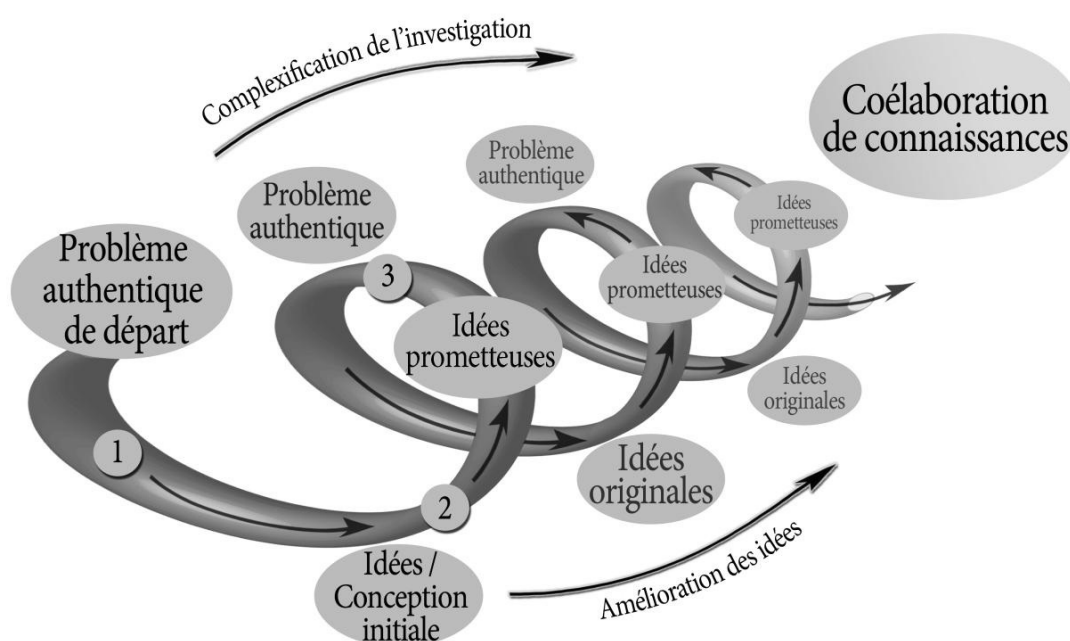 Complexification de l'investigation
Coélaboration
de connaissances
Problème
authentique
Problème
authentique
Idées
prometteuses
Problème
authentique
de départ
3
Idées
prometteuses
Idées
prometteuses
Idées
originales
1
2
Idées
originales
Idées /
Conception
initiale
Amélioration des idées